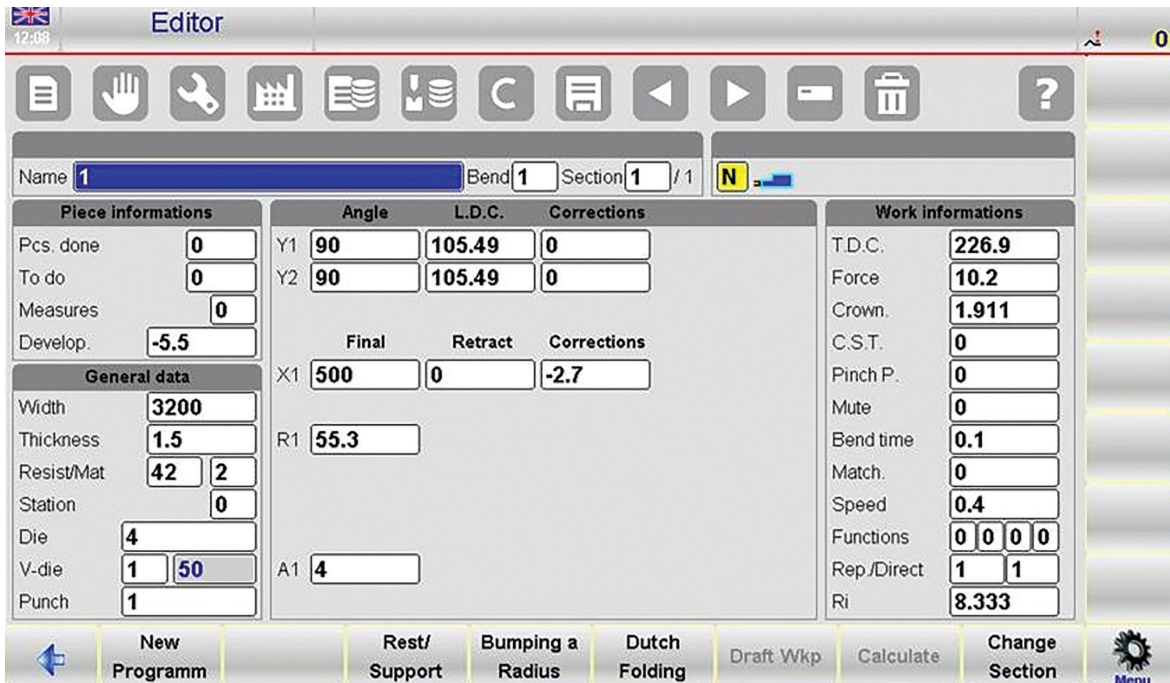 Editor
12:08
0
C
?
Name 1 Bend 1 Section 1 / 1 N
Piece informations
Pcs. done 0
To do 0
Measures 0
Develop. -5.5
General data
Width 3200
Thickness 1.5
Resist/Mat 42 2
Station 0
Die 4
V-die 1 50
Punch 1
Angle L.D.C. Corrections
Y1 90 105.49 0
Y2 90 105.49 0
Final Retract Corrections
X1 500 0 -2.7
R1 55.3
A1 4
Work informations
T.D.C. 226.9
Force 10.2
Crown. 1.911
C.S.T. 0
Pinch P. 0
Mute 0
Bend time 0.1
Match. 0
Speed 0.4
Functions 0 0 0 0
Rep./Direct 1 1
Ri 8.333
New
Programm
Rest/
Support
Bumping a
Radius
Dutch
Folding
Draft Wkp
Calculate
Change
Section
Menu